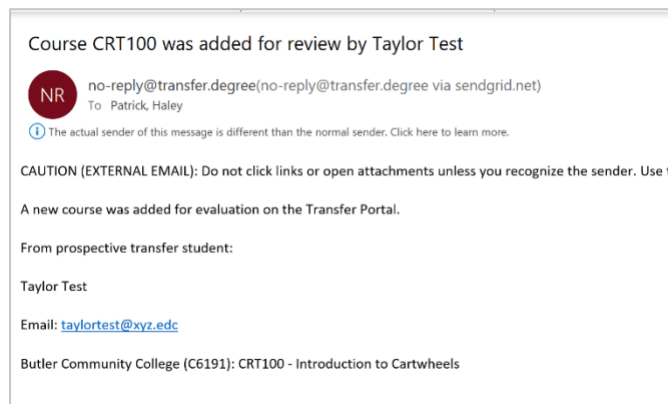 Course CRT100 was added for review by Taylor Test
NR
no-reply@transfer.degree(no-reply@transfer.degree via sendgrid.net)
To Patrick, Haley
The actual sender of this message is different than the normal sender. Click here to learn more.
CAUTION (EXTERNAL EMAIL): Do not click links or open attachments unless you recognize the sender. Use
A new course was added for evaluation on the Transfer Portal.
From prospective transfer student:
Taylor Test
Email: taylortest@xyz.edc
Butler Community College (C6191): CRT100 - Introduction to Cartwheels